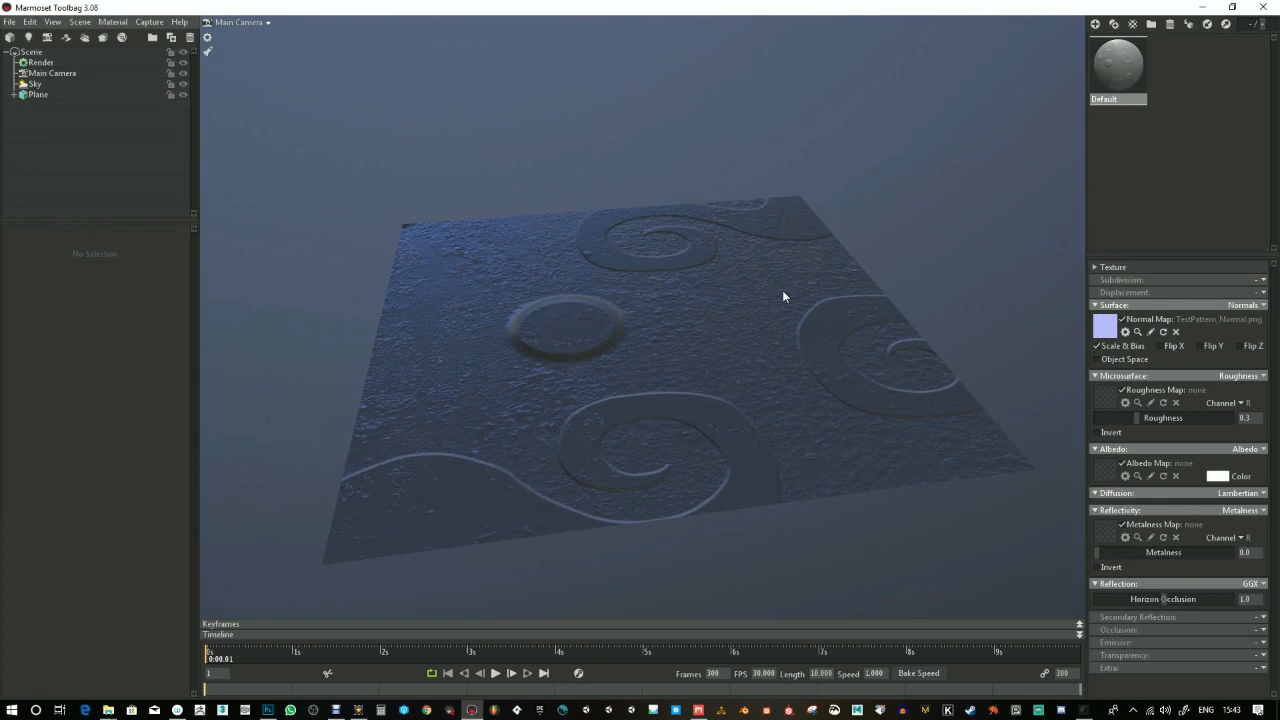 Marmoset Toolbag 3.08
File Edit View Scene Material Capture Help
Main Camera
- /
Scene
Render
Main Camera
Sky
Plane
No Selection
Default
Texture
Subdivision: -
Displacement: -
Surface: Normals
Normal Map: TestPattern_Normal.png
Scale & Bias Flip X Flip Y Flip Z
Object Space
Microsurface: Roughness
Roughness Map: none
Channel R
Roughness 0.3
Invert
Albedo: Albedo
Albedo Map: none
Color
Diffusion: Lambertian
Reflectivity: Metalness
Metalness Map: none
Channel R
Metalness 0.0
Invert
Reflection: GGX
Horizon Occlusion 1.0
Secondary Reflection: -
Occlusion: -
Emissive: -
Transparency: -
Extra: -
Keyframes
Timeline
0s 1s 2s 3s 4s 5s 6s 7s 8s 9s
0:00.01
1 Frames 300 FPS 30.000 Length 10.000 Speed 1.000 Bake Speed 300
ENG 15:43